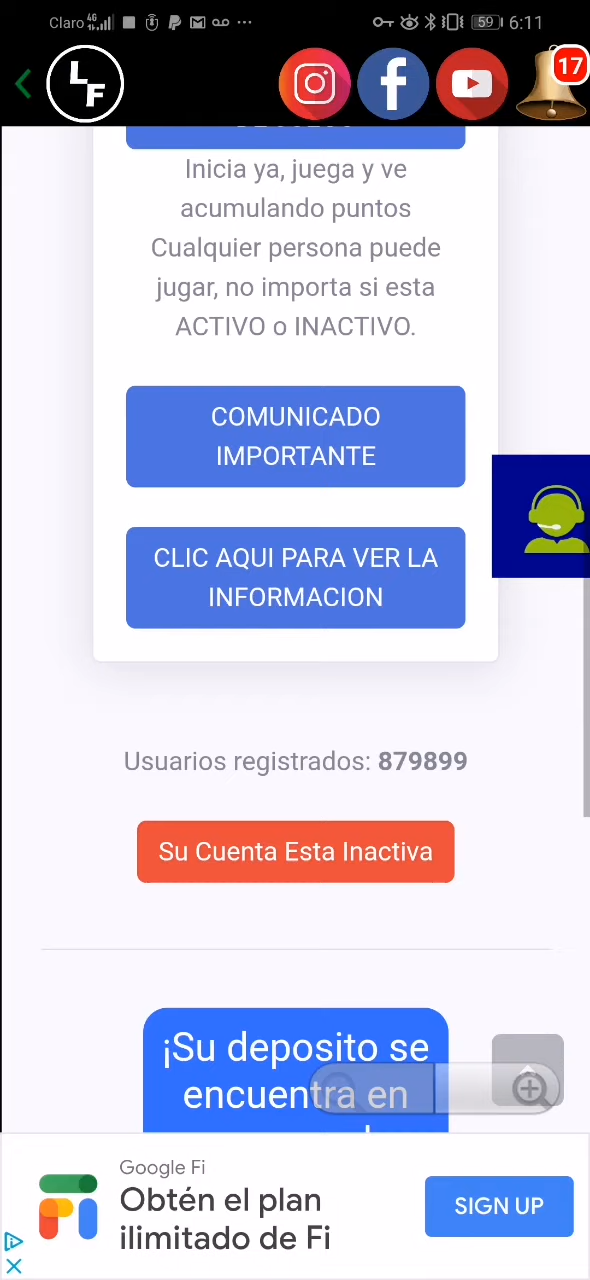 Claro 4G 59 6:11
LF 17
Inicia ya, juega y ve
acumulando puntos
Cualquier persona puede
jugar, no importa si esta
ACTIVO o INACTIVO.
COMUNICADO
IMPORTANTE
CLIC AQUI PARA VER LA
INFORMACION
Usuarios registrados: 879899
Su Cuenta Esta Inactiva
¡Su deposito se
encuentra en
Google Fi
Obtén el plan
ilimitado de Fi
SIGN UP